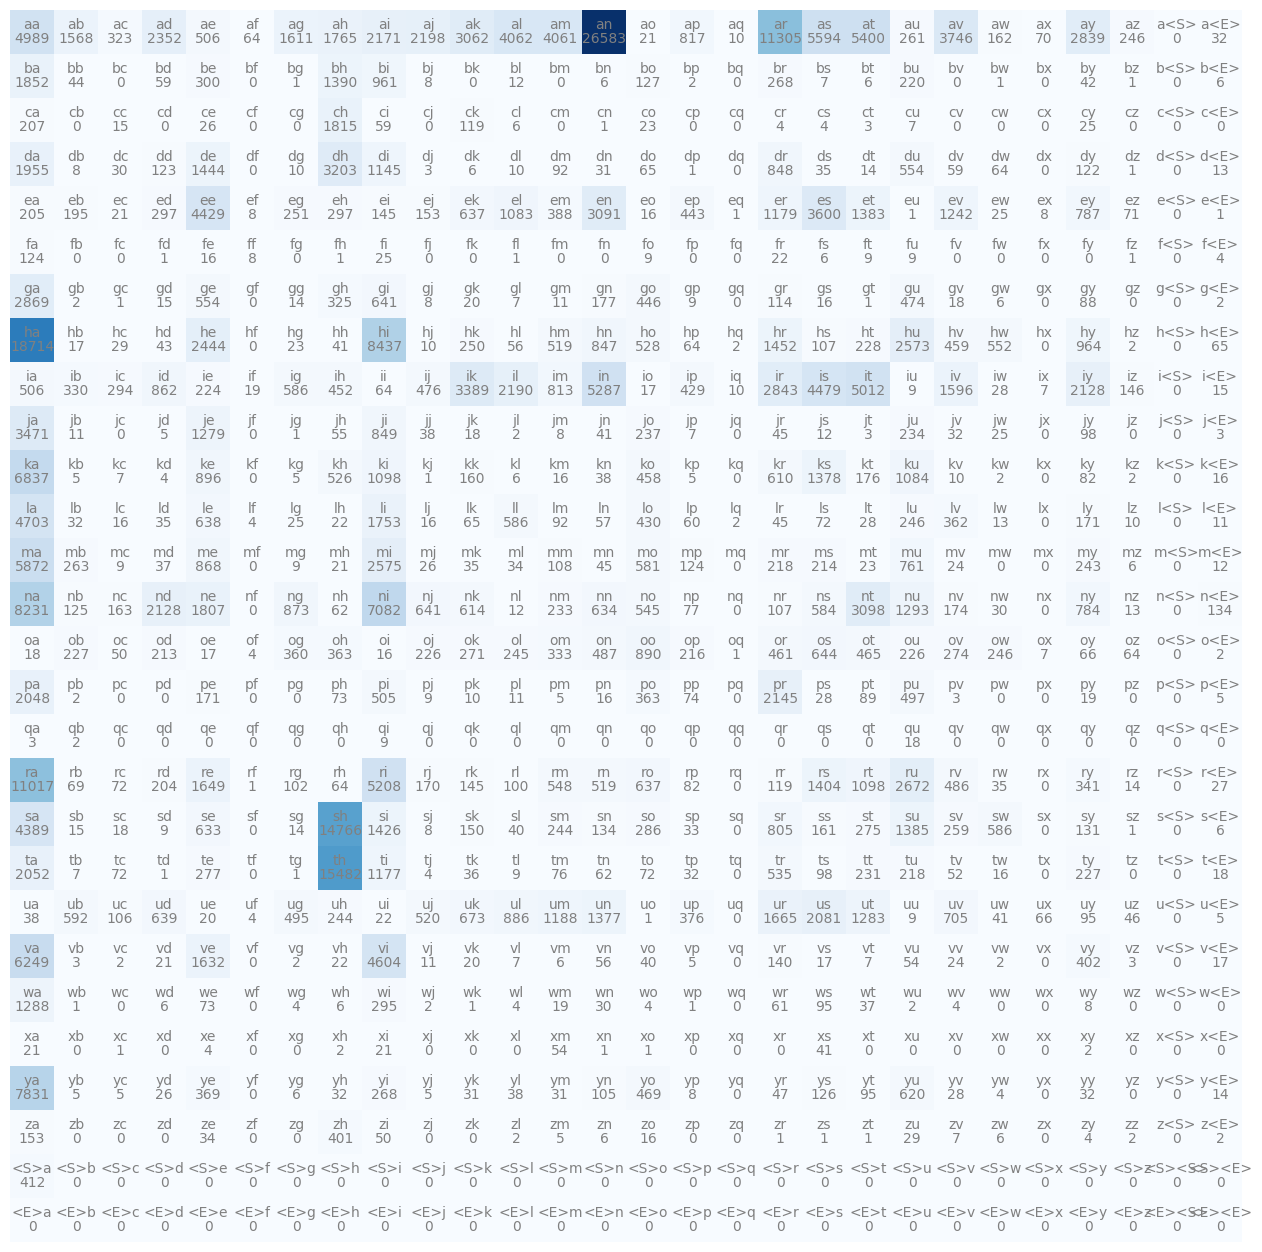 aa ab ac ad ae af ag ah ai aj ak al am an ao ap aq ar as at au av aw ax ay az a<S> a<E>
4989 1568 323 2352 506 64 1611 1765 2171 2198 3062 4062 4061 26583 21 817 10 11305 5594 5400 261 3746 162 70 2839 246 0 32
ba bb bc bd be bf bg bh bi bj bk bl bm bn bo bp bq br bs bt bu bv bw bx by bz b<S> b<E>
1852 44 0 59 300 0 1 1390 961 8 0 12 0 6 127 2 0 268 7 6 220 0 1 0 42 1 0 6
ca cb cc cd ce cf cg ch ci cj ck cl cm cn co cp cq cr cs ct cu cv cw cx cy cz c<S> c<E>
207 0 15 0 26 0 0 1815 59 0 119 6 0 1 23 0 0 4 4 3 7 0 0 0 25 0 0 0
da db dc dd de df dg dh di dj dk dl dm dn do dp dq dr ds dt du dv dw dx dy dz d<S> d<E>
1955 8 30 123 1444 0 10 3203 1145 3 6 10 92 31 65 1 0 848 35 14 554 59 64 0 122 1 0 13
ea eb ec ed ee ef eg eh ei ej ek el em en eo ep eq er es et eu ev ew ex ey ez e<S> e<E>
205 195 21 297 4429 8 251 297 145 153 637 1083 388 3091 16 443 1 1179 3600 1383 1 1242 25 8 787 71 0 1
fa fb fc fd fe ff fg fh fi fj fk fl fm fn fo fp fq fr fs ft fu fv fw fx fy fz f<S> f<E>
124 0 0 1 16 8 0 1 25 0 0 1 0 0 9 0 0 22 6 9 9 0 0 0 0 1 0 4
ga gb gc gd ge gf gg gh gi gj gk gl gm gn go gp gq gr gs gt gu gv gw gx gy gz g<S> g<E>
2869 2 1 15 554 0 14 325 641 8 20 7 11 177 446 9 0 114 16 1 474 18 6 0 88 0 0 2
ha hb hc hd he hf hg hh hi hj hk hl hm hn ho hp hq hr hs ht hu hv hw hx hy hz h<S> h<E>
18714 17 29 43 2444 0 23 41 8437 10 250 56 519 847 528 64 2 1452 107 228 2573 459 552 0 964 2 0 65
ia ib ic id ie if ig ih ii ij ik il im in io ip iq ir is it iu iv iw ix iy iz i<S> i<E>
506 330 294 862 224 19 586 452 64 476 3389 2190 813 5287 17 429 10 2843 4479 5012 9 1596 28 7 2128 146 0 15
ja jb jc jd je jf jg jh ji jj jk jl jm jn jo jp jq jr js jt ju jv jw jx jy jz j<S> j<E>
3471 11 0 5 1279 0 1 55 849 38 18 2 8 41 237 7 0 45 12 3 234 32 25 0 98 0 0 3
ka kb kc kd ke kf kg kh ki kj kk kl km kn ko kp kq kr ks kt ku kv kw kx ky kz k<S> k<E>
6837 5 7 4 896 0 5 526 1098 1 160 6 16 38 458 5 0 610 1378 176 1084 10 2 0 82 2 0 16
la lb lc ld le lf lg lh li lj lk ll lm ln lo lp lq lr ls lt lu lv lw lx ly lz l<S> l<E>
4703 32 16 35 638 4 25 22 1753 16 65 586 92 57 430 60 2 45 72 28 246 362 13 0 171 10 0 11
ma mb mc md me mf mg mh mi mj mk ml mm mn mo mp mq mr ms mt mu mv mw mx my mz m<S> m<E>
5872 263 9 37 868 0 9 21 2575 26 35 34 108 45 581 124 0 218 214 23 761 24 0 0 243 6 0 12
na nb nc nd ne nf ng nh ni nj nk nl nm nn no np nq nr ns nt nu nv nw nx ny nz n<S> n<E>
8231 125 163 2128 1807 0 873 62 7082 641 614 12 233 634 545 77 0 107 584 3098 1293 174 30 0 784 13 0 134
oa ob oc od oe of og oh oi oj ok ol om on oo op oq or os ot ou ov ow ox oy oz o<S> o<E>
18 227 50 213 17 4 360 363 16 226 271 245 333 487 890 216 1 461 644 465 226 274 246 7 66 64 0 2
pa pb pc pd pe pf pg ph pi pj pk pl pm pn po pp pq pr ps pt pu pv pw px py pz p<S> p<E>
2048 2 0 0 171 0 0 73 505 9 10 11 5 16 363 74 0 2145 28 89 497 3 0 0 19 0 0 5
qa qb qc qd qe qf qg qh qi qj qk ql qm qn qo qp qq qr qs qt qu qv qw qx qy qz q<S> q<E>
3 2 0 0 0 0 0 0 9 0 0 0 0 0 0 0 0 0 0 0 18 0 0 0 0 0 0 0
ra rb rc rd re rf rg rh ri rj rk rl rm rn ro rp rq rr rs rt ru rv rw rx ry rz r<S> r<E>
11017 69 72 204 1649 1 102 64 5208 170 145 100 548 519 637 82 0 119 1404 1098 2672 486 35 0 341 14 0 27
sa sb sc sd se sf sg sh si sj sk sl sm sn so sp sq sr ss st su sv sw sx sy sz s<S> s<E>
4389 15 18 9 633 0 14 14766 1426 8 150 40 244 134 286 33 0 805 161 275 1385 259 586 0 131 1 0 6
ta tb tc td te tf tg th ti tj tk tl tm tn to tp tq tr ts tt tu tv tw tx ty tz t<S> t<E>
2052 7 72 1 277 0 1 15482 1177 4 36 9 76 62 72 32 0 535 98 231 218 52 16 0 227 0 0 18
ua ub uc ud ue uf ug uh ui uj uk ul um un uo up uq ur us ut uu uv uw ux uy uz u<S> u<E>
38 592 106 639 20 4 495 244 22 520 673 886 1188 1377 1 376 0 1665 2081 1283 9 705 41 66 95 46 0 5
va vb vc vd ve vf vg vh vi vj vk vl vm vn vo vp vq vr vs vt vu vv vw vx vy vz v<S> v<E>
6249 3 2 21 1632 0 2 22 4604 11 20 7 6 56 40 5 0 140 17 7 54 24 2 0 402 3 0 17
wa wb wc wd we wf wg wh wi wj wk wl wm wn wo wp wq wr ws wt wu wv ww wx wy wz w<S> w<E>
1288 1 0 6 73 0 4 6 295 2 1 4 19 30 4 1 0 61 95 37 2 4 0 0 8 0 0 0
xa xb xc xd xe xf xg xh xi xj xk xl xm xn xo xp xq xr xs xt xu xv xw xx xy xz x<S> x<E>
21 0 1 0 4 0 0 2 21 0 0 0 54 1 1 0 0 0 41 0 0 0 0 0 2 0 0 0
ya yb yc yd ye yf yg yh yi yj yk yl ym yn yo yp yq yr ys yt yu yv yw yx yy yz y<S> y<E>
7831 5 5 26 369 0 6 32 268 5 31 38 31 105 469 8 0 47 126 95 620 28 4 0 32 0 0 14
za zb zc zd ze zf zg zh zi zj zk zl zm zn zo zp zq zr zs zt zu zv zw zx zy zz z<S> z<E>
153 0 0 0 34 0 0 401 50 0 0 2 5 6 16 0 0 1 1 1 29 7 6 0 4 2 0 2
<S>a <S>b <S>c <S>d <S>e <S>f <S>g <S>h <S>i <S>j <S>k <S>l <S>m <S>n <S>o <S>p <S>q <S>r <S>s <S>t <S>u <S>v <S>w <S>x <S>y <S>z <S><S> <S><E>
412 0 0 0 0 0 0 0 0 0 0 0 0 0 0 0 0 0 0 0 0 0 0 0 0 0 0 0
<E>a <E>b <E>c <E>d <E>e <E>f <E>g <E>h <E>i <E>j <E>k <E>l <E>m <E>n <E>o <E>p <E>q <E>r <E>s <E>t <E>u <E>v <E>w <E>x <E>y <E>z <E><S> <E><E>
0 0 0 0 0 0 0 0 0 0 0 0 0 0 0 0 0 0 0 0 0 0 0 0 0 0 0 0